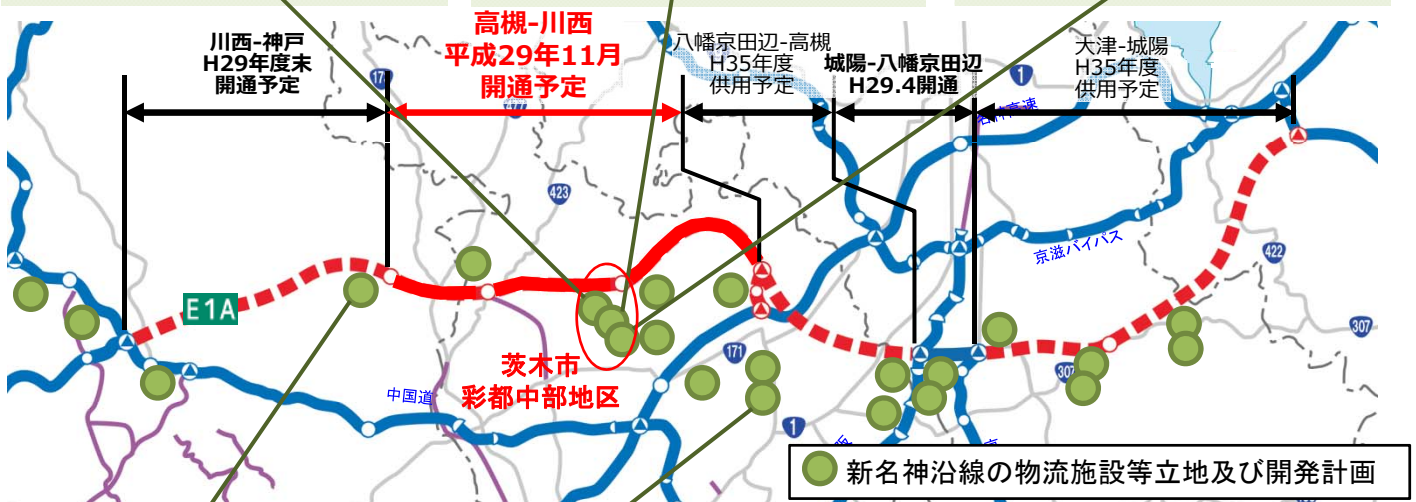 川西-神戸
H29年度末
開通予定
高槻-川西
平成29年11月
開通予定
八幡京田辺-高槻
H35年度
供用予定
城陽-八幡京田辺
H29.4開通
大津-城陽
H35年度
供用予定
1
423
名神高速
京滋バイパス
422
E1A
307
171
茨木市
彩都中部地区
307
中国道
1
新名神沿線の物流施設等立地及び開発計画